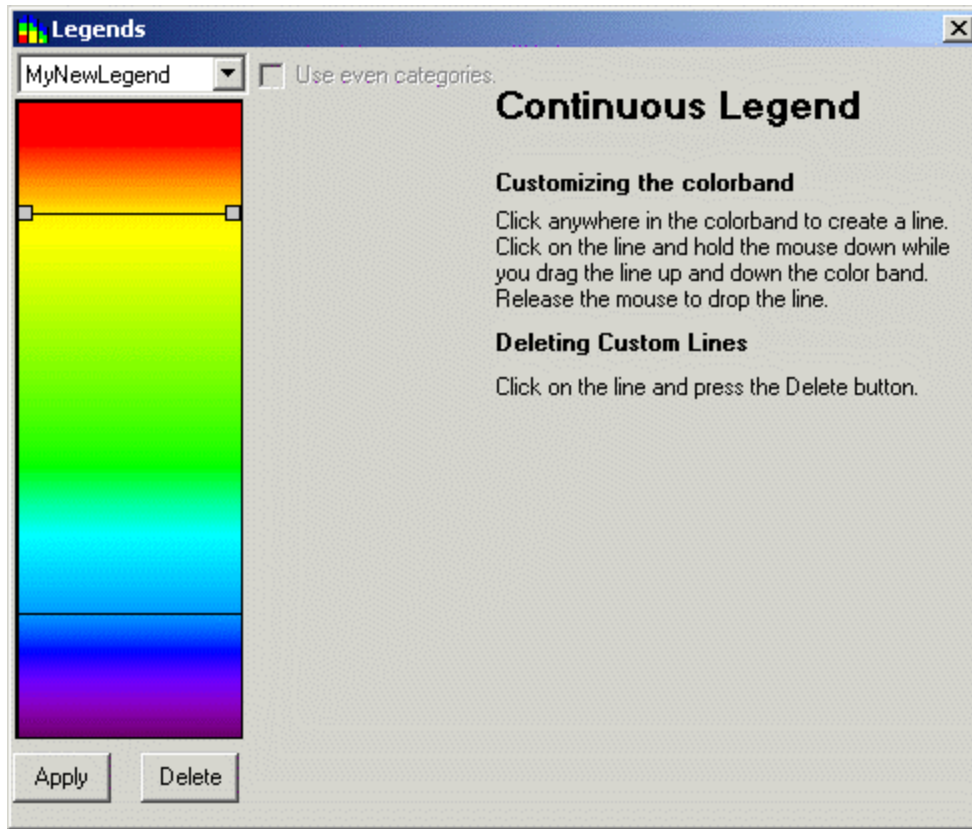 Legends
MyNewLegend
Use even categories.
Continuous Legend
Customizing the colorband
Click anywhere in the colorband to create a line.
Click on the line and hold the mouse down while
you drag the line up and down the color band.
Release the mouse to drop the line.
Deleting Custom Lines
Click on the line and press the Delete button.
Apply
Delete